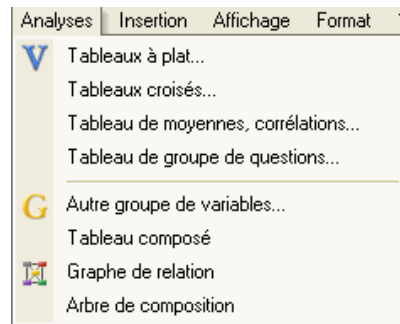 Analyses Insertion Affichage Format
V Tableaux à plat...
Tableaux croisés...
Tableau de moyennes, corrélations...
Tableau de groupe de questions...
G Autre groupe de variables...
Tableau composé
Graphe de relation
Arbre de composition